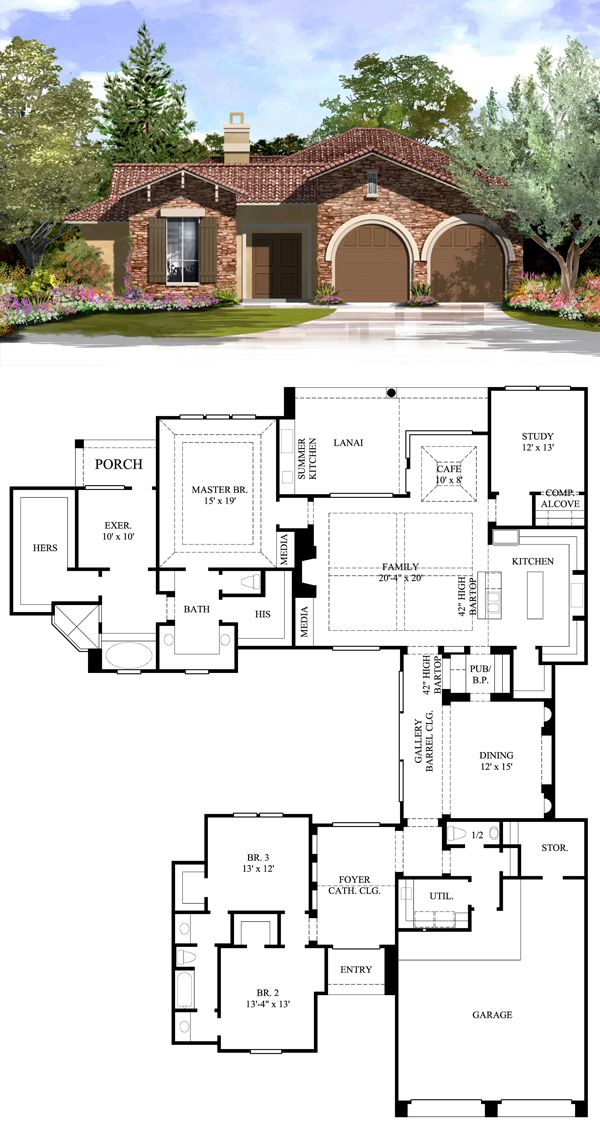 LANAI
SUMMER
KITCHEN
STUDY
12' x 13'
CAFE
10' x 8'
PORCH
MASTER BR.
15' x 19'
COMP.
ALCOVE
EXER.
10' x 10'
HERS
MEDIA
FAMILY
20'-4" x 20'
KITCHEN
42" HIGH
BARTOP
BATH
HIS
MEDIA
42" HIGH
BARTOP
PUB/
B.P.
GALLERY
BARREL CLG.
DINING
12' x 15'
1/2
STOR.
BR. 3
13' x 12'
FOYER
CATH. CLG.
UTIL.
ENTRY
BR. 2
13'-4" x 13'
GARAGE